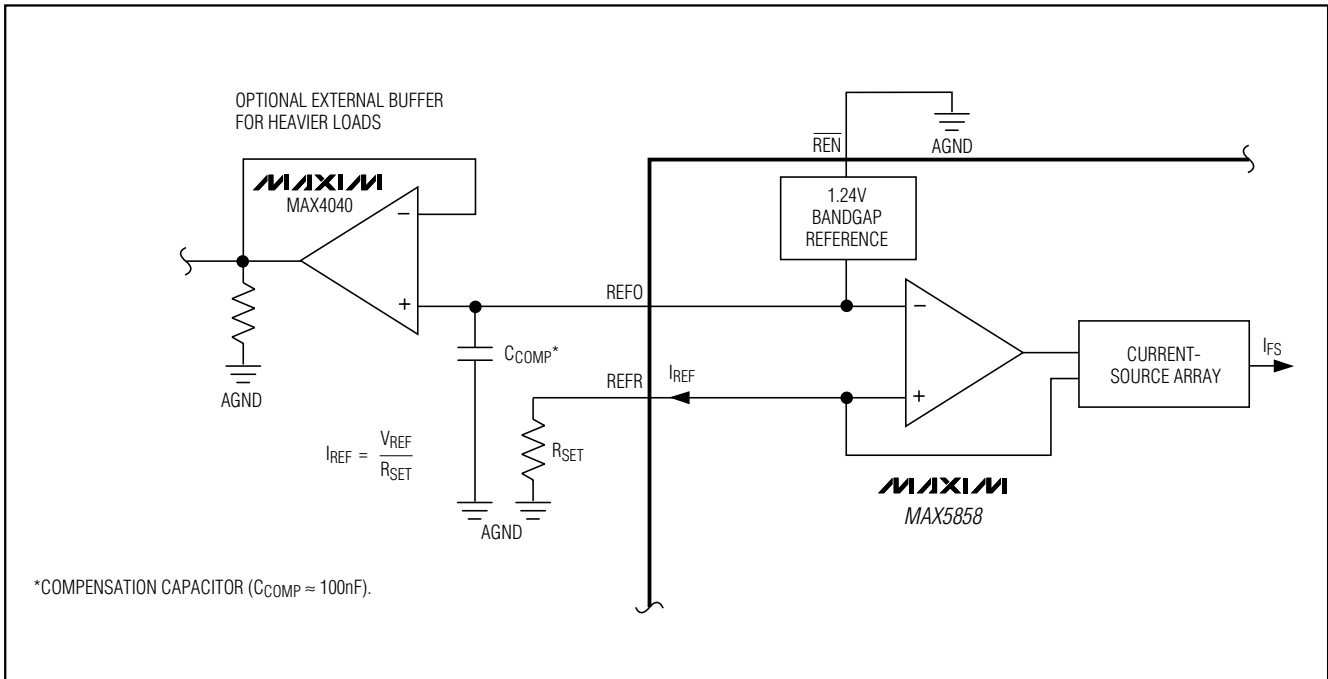 OPTIONAL EXTERNAL BUFFER
FOR HEAVIER LOADS
MAXIM
MAX4040
−
+
AGND
REN
AGND
1.24V
BANDGAP
REFERENCE
REFO
CCOMP*
REFR
IREF
RSET
IREF = VREF
RSET
AGND
−
+
CURRENT-
SOURCE ARRAY
IFS
MAXIM
MAX5858
*COMPENSATION CAPACITOR (CCOMP ≈ 100nF).